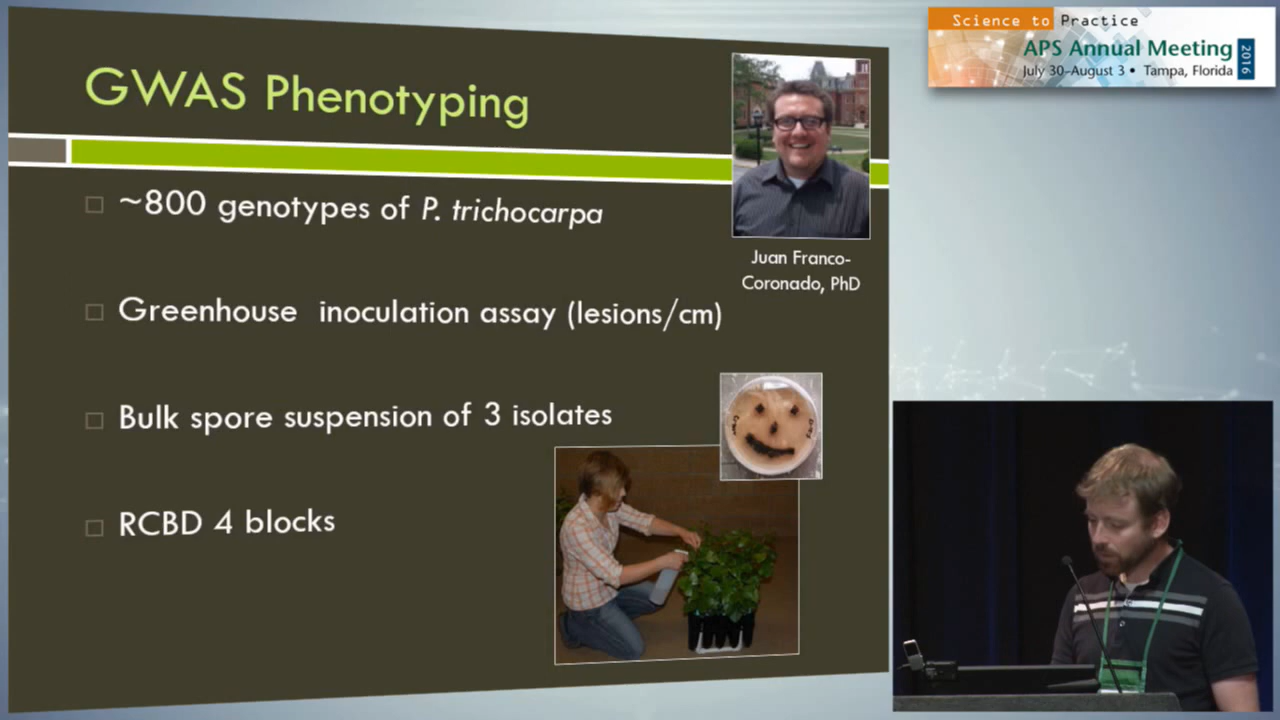 Science to Practice
APS Annual Meeting
2016
July 30-August 3 • Tampa, Florida
GWAS Phenotyping
~800 genotypes of P. trichocarpa
Juan Franco-
Coronado, PhD
Greenhouse inoculation assay (lesions/cm)
Bulk spore suspension of 3 isolates
RCBD 4 blocks